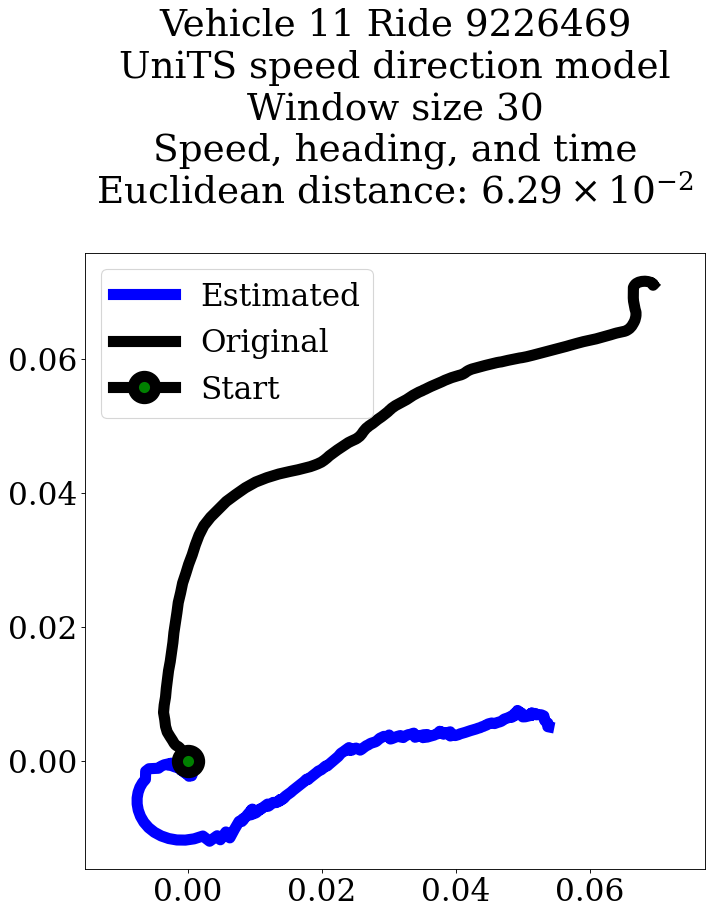 Vehicle 11 Ride 9226469
UniTS speed direction model
Window size 30
Speed, heading, and time
Euclidean distance: 6.29 × 10⁻²
Estimated
Original
Start
0.06
0.04
0.02
0.00
0.00 0.02 0.04 0.06